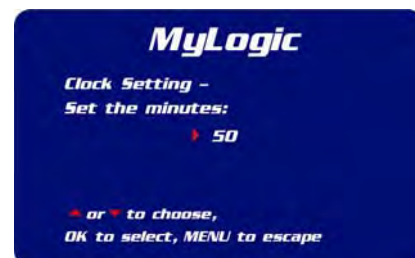 MyLogic
Clock Setting –
Set the minutes:
50
or to choose,
OK to select, MENU to escape